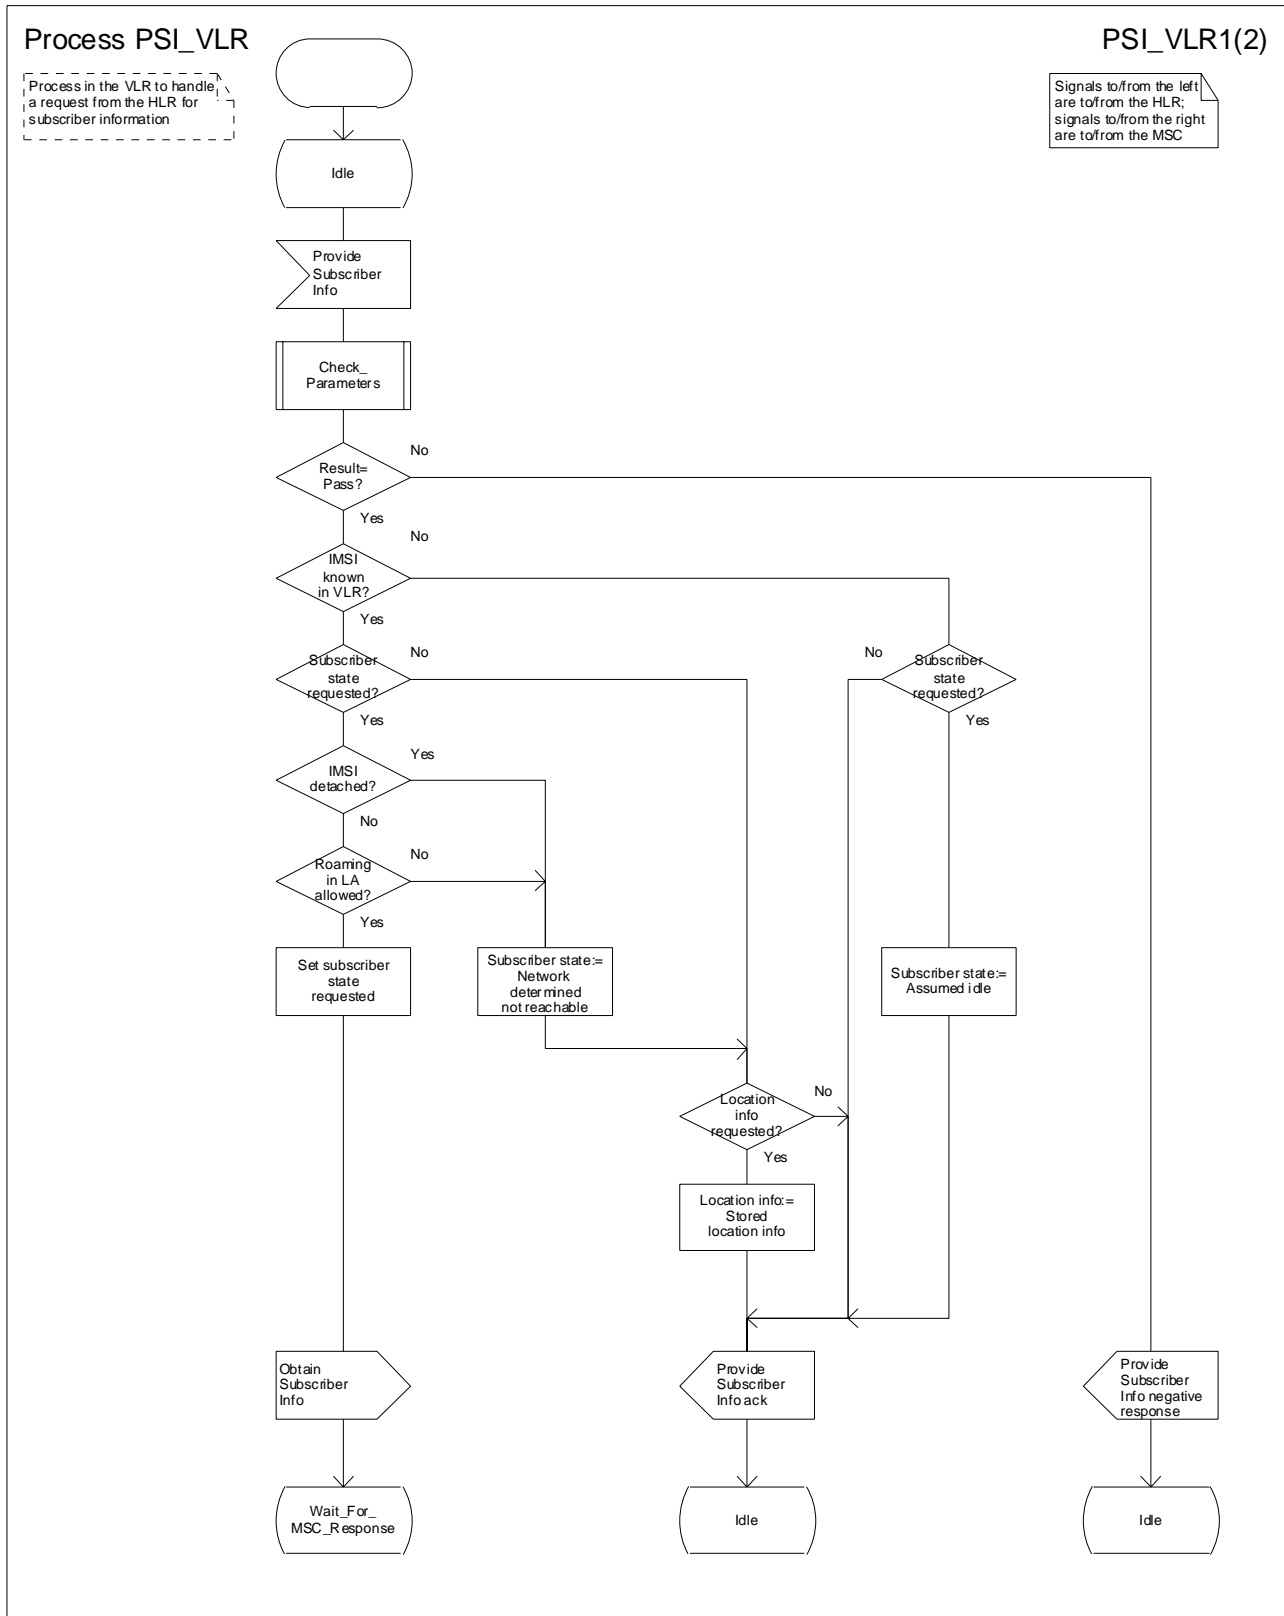 Process PSI_VLR
PSI_VLR1(2)
Process in the VLR to handle
a request from the HLR for
subscriber information
Signals to/from the left
are to/from the HLR;
signals to/from the right
are to/from the MSC
Idle
Provide
Subscriber
Info
Check_
Parameters
No
Result=
Pass?
Yes
No
IMSI
known
in VLR?
Yes
No
Subscriber
state
requested?
Yes
No
Subscriber
state
requested?
Yes
Yes
IMSI
detached?
No
No
Roaming
in LA
allowed?
Yes
Set subscriber
state
requested
Subscriber state:=
Network
determined
not reachable
Subscriber state:=
Assumed idle
No
Location
info
requested?
Yes
Location info:=
Stored
location info
Obtain
Subscriber
Info
Provide
Subscriber
Info ack
Provide
Subscriber
Info negative
response
Wait_For_
MSC_Response
Idle
Idle